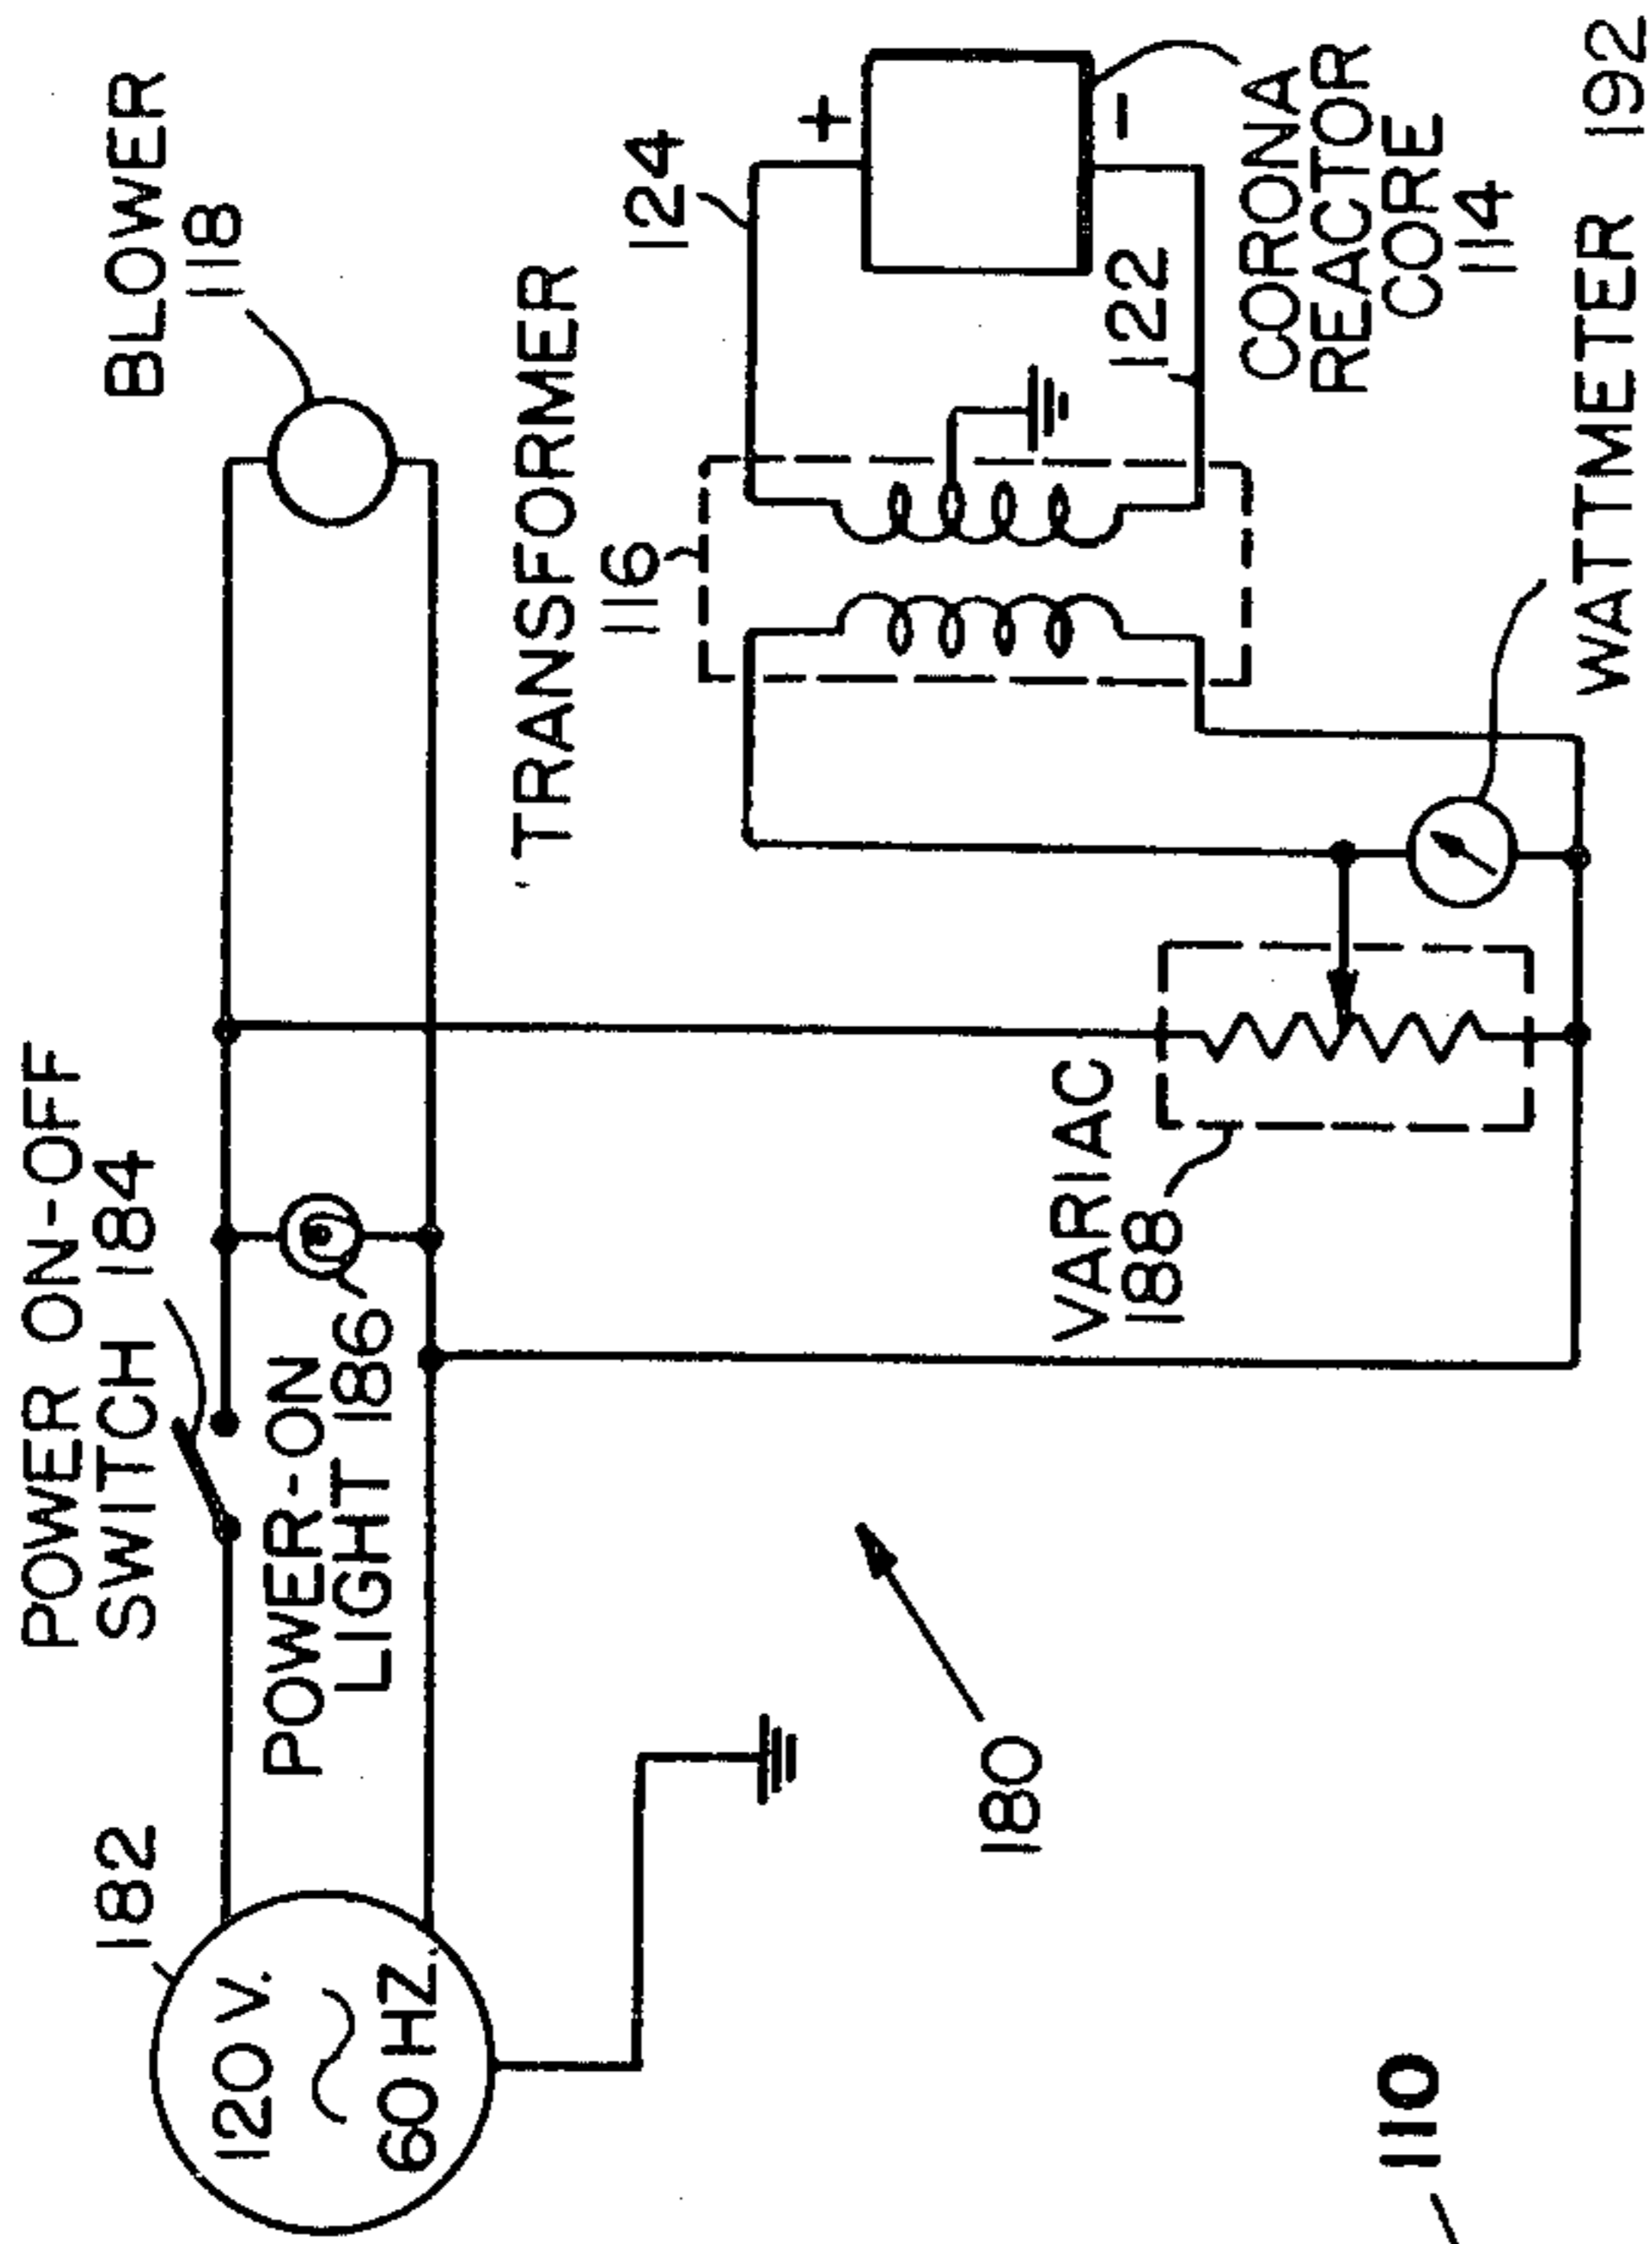 POWER ON-OFF
SWITCH 184
BLOWER
118
182
120 V.
60 HZ.
POWER-ON
LIGHT 186
TRANSFORMER
116
124
+
-
122
CORONA
REACTOR
CORE
114
VARIAC
188
180
WATTMETER 192
110